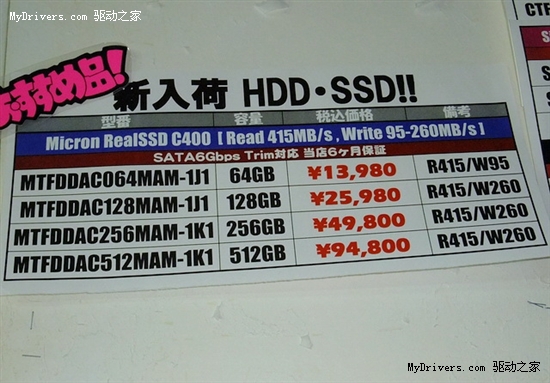 MyDrivers.com 驱动之家
おすすめ品!
新入荷 HDD・SSD!!
型番 容量 税込価格 備考
Micron RealSSD C400 [ Read 415MB/s , Write 95-260MB/s ]
SATA6Gbps Trim対応 当店6ヶ月保証
MTFDDAC064MAM-1J1 64GB ¥13,980 R415/W95
MTFDDAC128MAM-1J1 128GB ¥25,980 R415/W260
MTFDDAC256MAM-1K1 256GB ¥49,800 R415/W260
MTFDDAC512MAM-1K1 512GB ¥94,800 R415/W260
CTF
MyDrivers.com 驱动之家